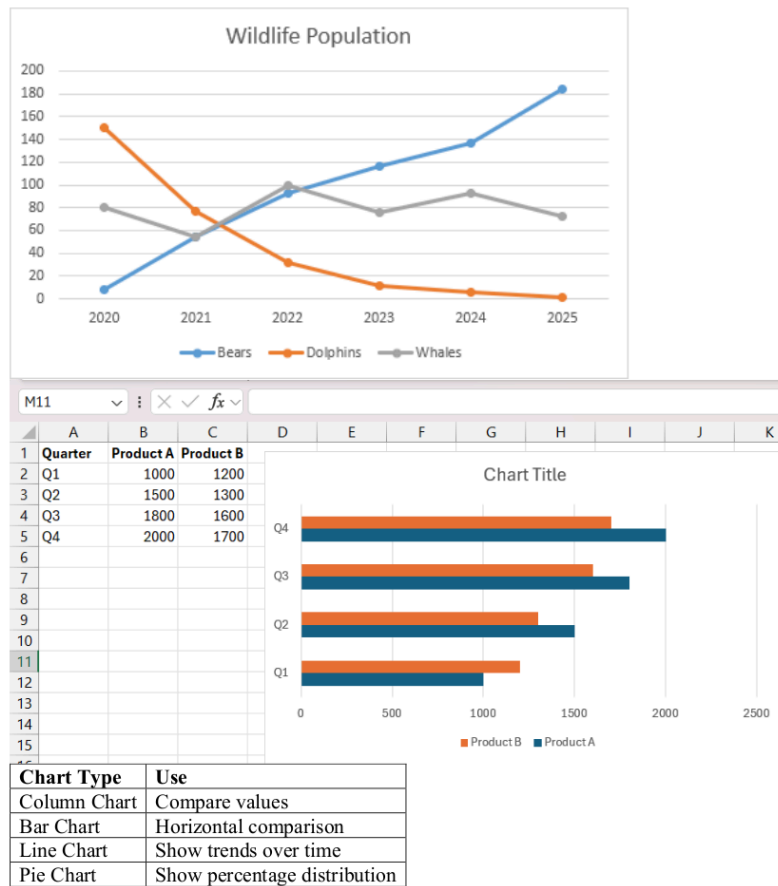 Wildlife Population
200
180
160
140
120
100
80
60
40
20
0
2020 2021 2022 2023 2024 2025
Bears Dolphins Whales
M11 fx
A B C D E F G H I J K
1 Quarter Product A Product B
2 Q1 1000 1200
3 Q2 1500 1300
4 Q3 1800 1600
5 Q4 2000 1700
6
7
8
9
10
11
12
13
14
15
Chart Title
Q4
Q3
Q2
Q1
0 500 1000 1500 2000 2500
Product B Product A
Chart Type Use
Column Chart Compare values
Bar Chart Horizontal comparison
Line Chart Show trends over time
Pie Chart Show percentage distribution